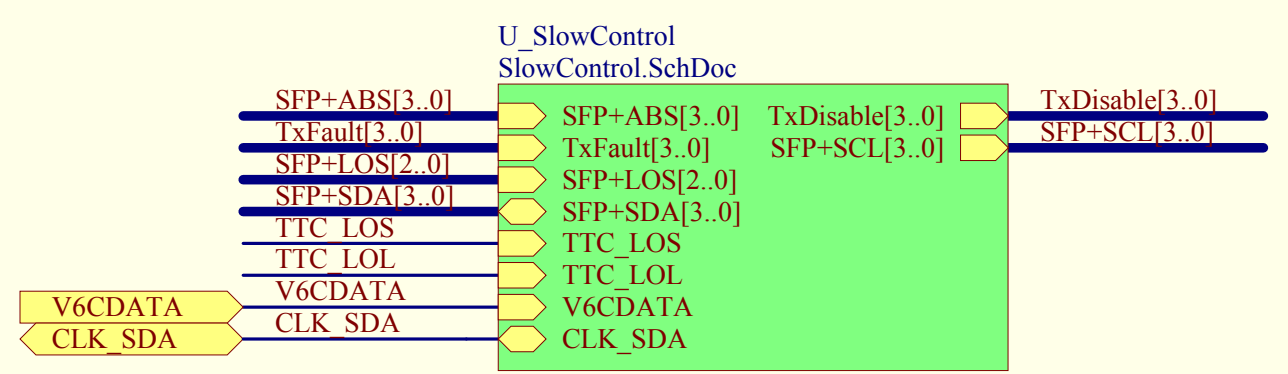 U_SlowControl
SlowControl.SchDoc
SFP+ABS[3..0] SFP+ABS[3..0] TxDisable[3..0] TxDisable[3..0]
TxFault[3..0] TxFault[3..0] SFP+SCL[3..0] SFP+SCL[3..0]
SFP+LOS[2..0] SFP+LOS[2..0]
SFP+SDA[3..0] SFP+SDA[3..0]
TTC_LOS TTC_LOS
TTC_LOL TTC_LOL
V6CDATA V6CDATA V6CDATA
CLK_SDA CLK_SDA CLK_SDA